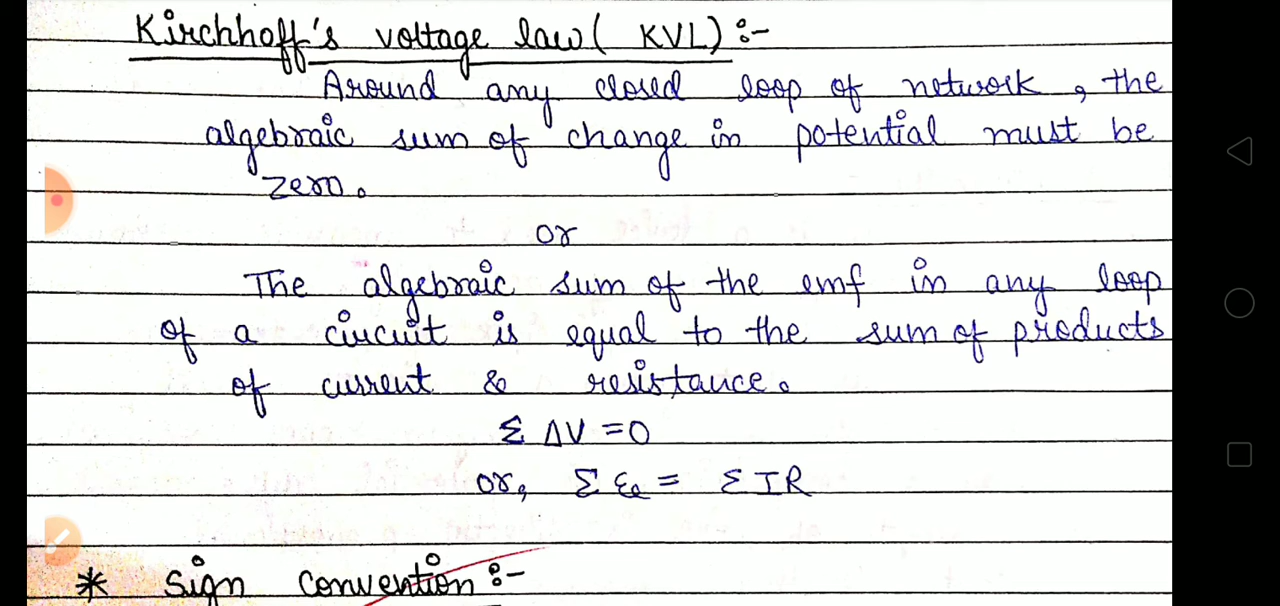 Kirchhoff's voltage law ( KVL) :-
Around any closed loop of network, the
algebraic sum of change in potential must be
zero.
or
The algebraic sum of the emf in any loop
of a circuit is equal to the sum of products
of current & resistance.
Σ ΔV = 0
or, Σ εe = Σ IR
* Sign convention :-